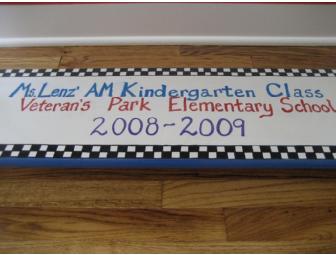 Ms. Lenz' AM Kindergarten Class
Veteran's Park Elementary School
2008-2009